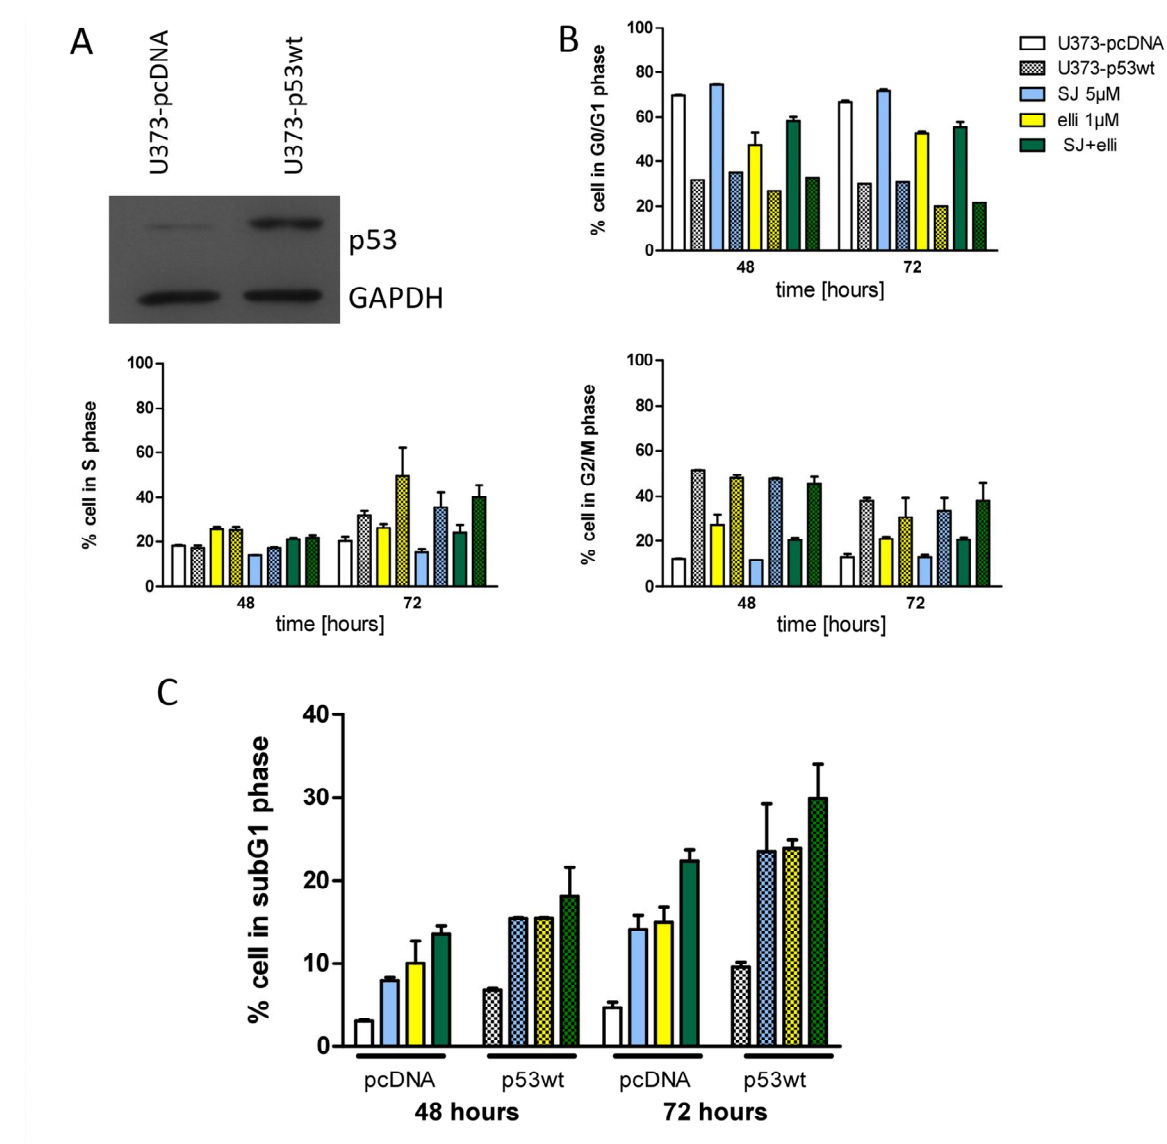 A
U373-pcDNA
U373-p53wt
p53
GAPDH
B
% cell in G0/G1 phase
100
80
60
40
20
0
48
72
time [hours]
U373-pcDNA
U373-p53wt
SJ 5µM
elli 1µM
SJ+elli
% cell in S phase
100
80
60
40
20
0
48
72
time [hours]
% cell in G2/M phase
100
80
60
40
20
0
48
72
time [hours]
C
% cell in subG1 phase
40
30
20
10
0
pcDNA
p53wt
pcDNA
p53wt
48 hours
72 hours